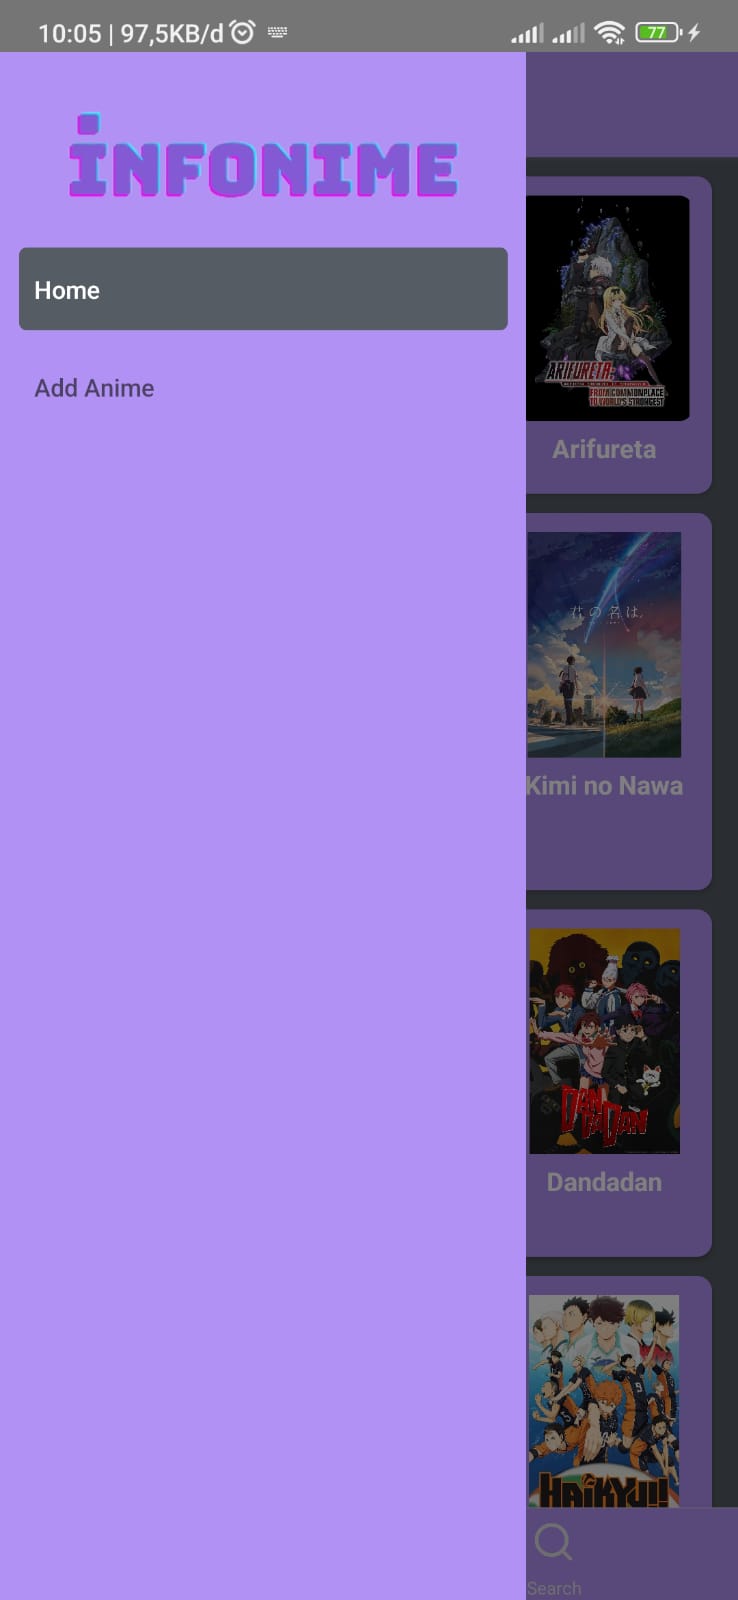 10:05 | 97,5KB/d
77
INFONIME
Home
Add Anime
ARIFURETA:
FROM COMMONPLACE
TO WORLD'S STRONGEST
Arifureta
君の名は。
Kimi no Nawa
DAN
DA DAN
Dandadan
HAIKYU!!
Search